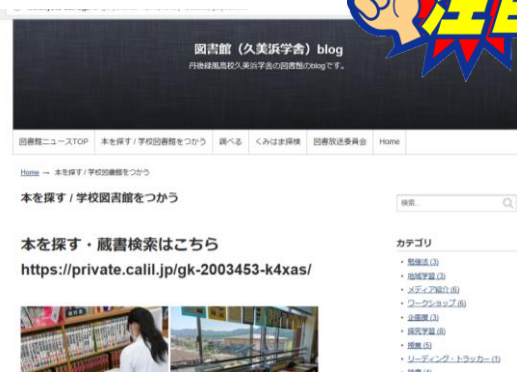 注目
図書館（久美浜学舎）blog
丹後緑風高校久美浜学舎の図書館のblogです。
図書館ニュースTOP 本を探す / 学校図書館をつかう 調べる くみはま探検 図書放送委員会 Home
Home → 本を探す / 学校図書館をつかう
本を探す / 学校図書館をつかう
検索...
本を探す・蔵書検索はこちら
https://private.calil.jp/gk-2003453-k4xas/
カテゴリ
勉強法 (3)
地域学習 (3)
メディア紹介 (6)
ワークショップ (6)
企画展 (3)
探究学習 (8)
授業 (5)
リーディング・トラッカー (1)